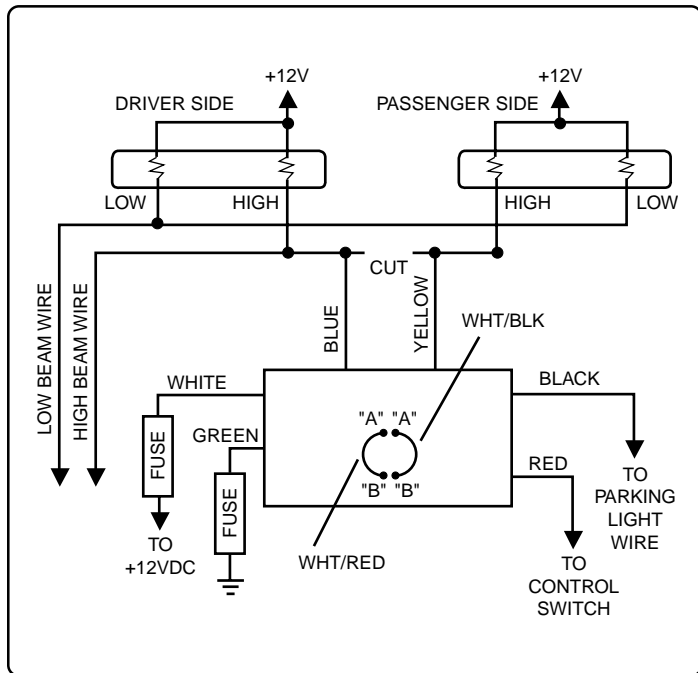 +12V
+12V
DRIVER SIDE
PASSENGER SIDE
LOW
HIGH
HIGH
LOW
CUT
LOW BEAM WIRE
HIGH BEAM WIRE
BLUE
YELLOW
WHT/BLK
WHITE
BLACK
"A" "A"
GREEN
FUSE
RED
"B" "B"
FUSE
TO
PARKING
LIGHT
WIRE
TO
+12VDC
WHT/RED
TO
CONTROL
SWITCH